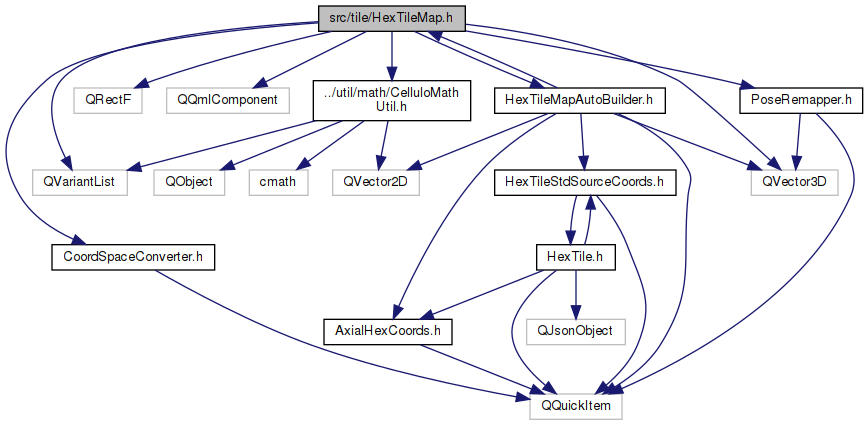 src/tile/HexTileMap.h
QRectF
QQmlComponent
../util/math/CelluloMath
Util.h
HexTileMapAutoBuilder.h
PoseRemapper.h
QVariantList
QObject
cmath
QVector2D
HexTileStdSourceCoords.h
QVector3D
CoordSpaceConverter.h
HexTile.h
AxialHexCoords.h
QJsonObject
QQuickItem